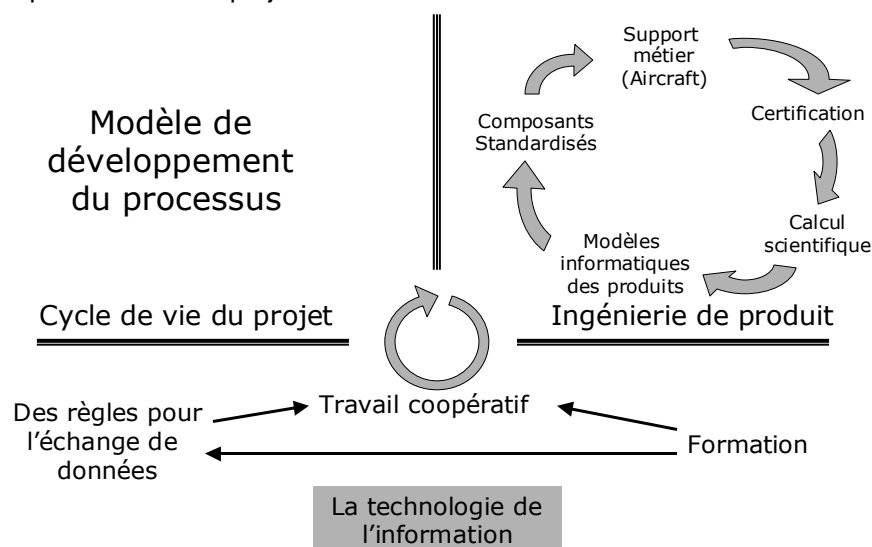 Support
métier
(Aircraft)
Certification
Composants
Standardisés
Modèle de
développement
du processus
Calcul
scientifique
Modèles
informatiques
des produits
Cycle de vie du projet
Ingénierie de produit
Travail coopératif
Des règles pour
l'échange de
données
Formation
La technologie de
l'information